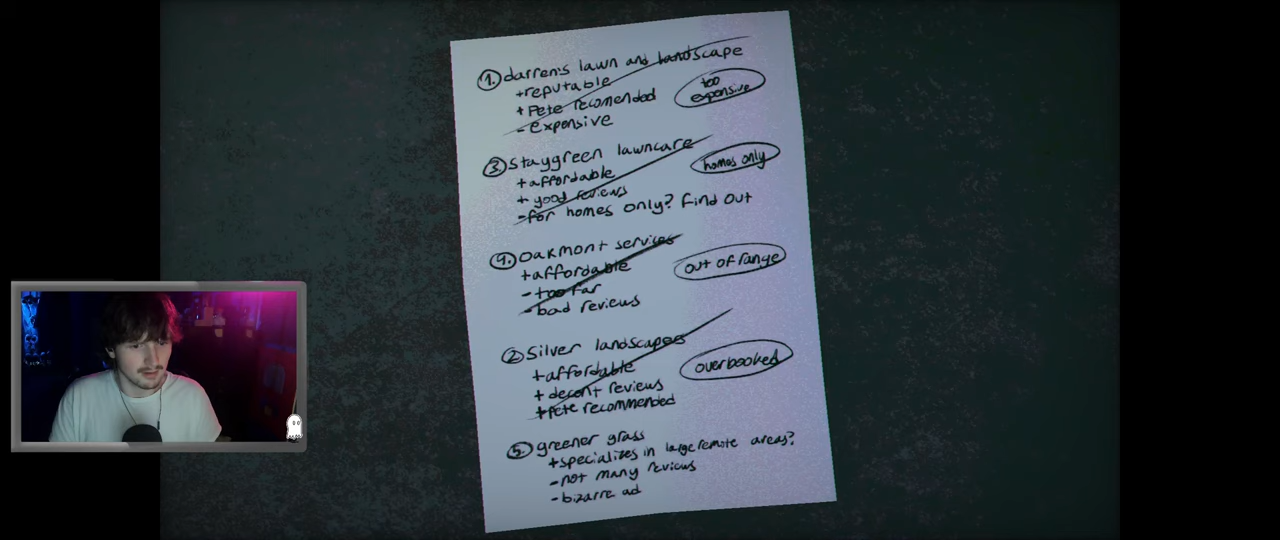 1. darren's lawn and landscape
+reputable
+Pete recomended
- expensive
too expensive
3. Staygreen lawncare
+affordable
+ good reviews
-for homes only? Find out
homes only
4. Oakmont services
+affordable
- too far
- bad reviews
out of range
2. Silver landscapers
+affordable
+ decent reviews
+Pete recommended
overbooked
5. greener grass
+specializes in large remote areas?
- not many reviews
- bizarre ad